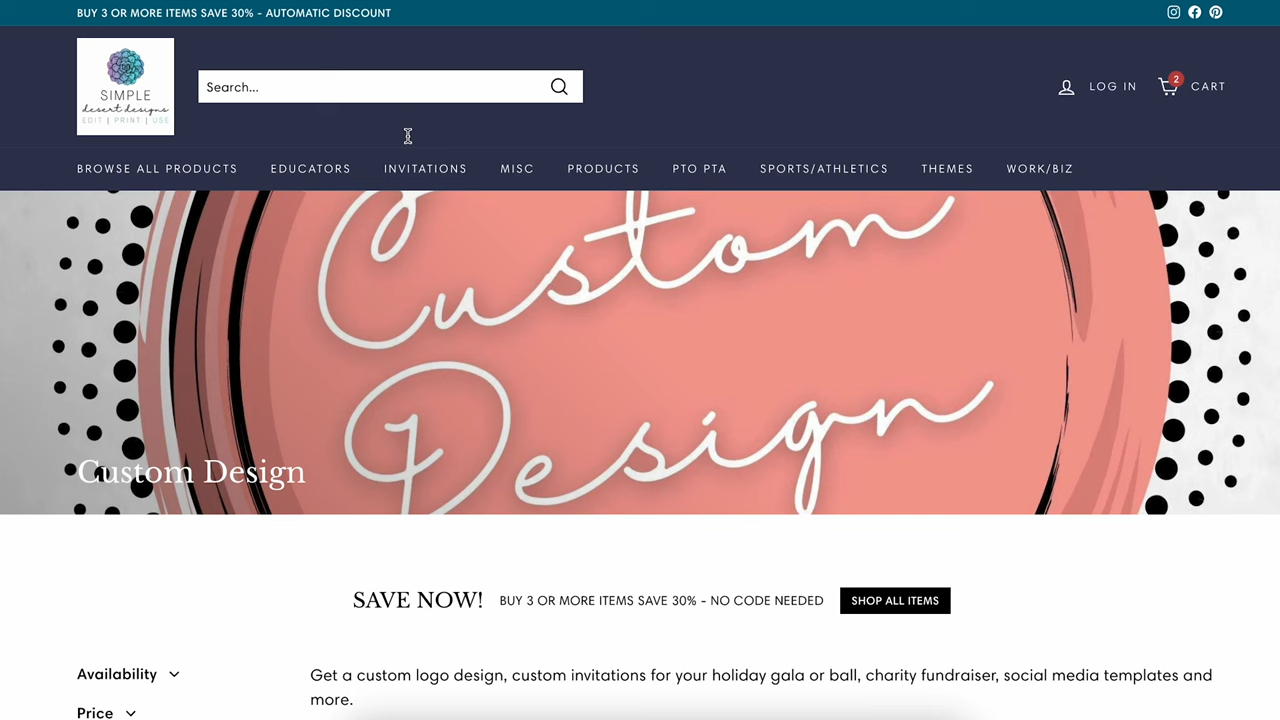 BUY 3 OR MORE ITEMS SAVE 30% - AUTOMATIC DISCOUNT
SIMPLE
desert designs
EDIT | PRINT | USE
Search...
LOG IN
2
CART
BROWSE ALL PRODUCTS
EDUCATORS
INVITATIONS
MISC
PRODUCTS
PTO PTA
SPORTS/ATHLETICS
THEMES
WORK/BIZ
Custom
Design
Custom Design
SAVE NOW!
BUY 3 OR MORE ITEMS SAVE 30% - NO CODE NEEDED
SHOP ALL ITEMS
Availability
Price
Get a custom logo design, custom invitations for your holiday gala or ball, charity fundraiser, social media templates and
more.